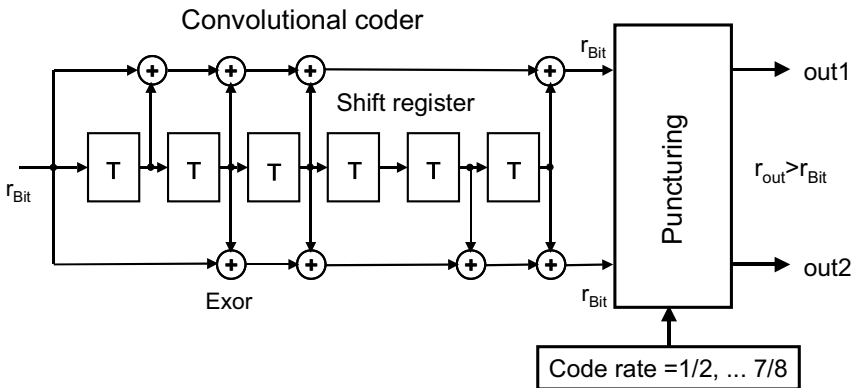 Convolutional coder
r_Bit
out1
Shift register
T T T T T T
r_Bit
Puncturing
r_out>r_Bit
Exor
r_Bit
out2
Code rate =1/2, ... 7/8